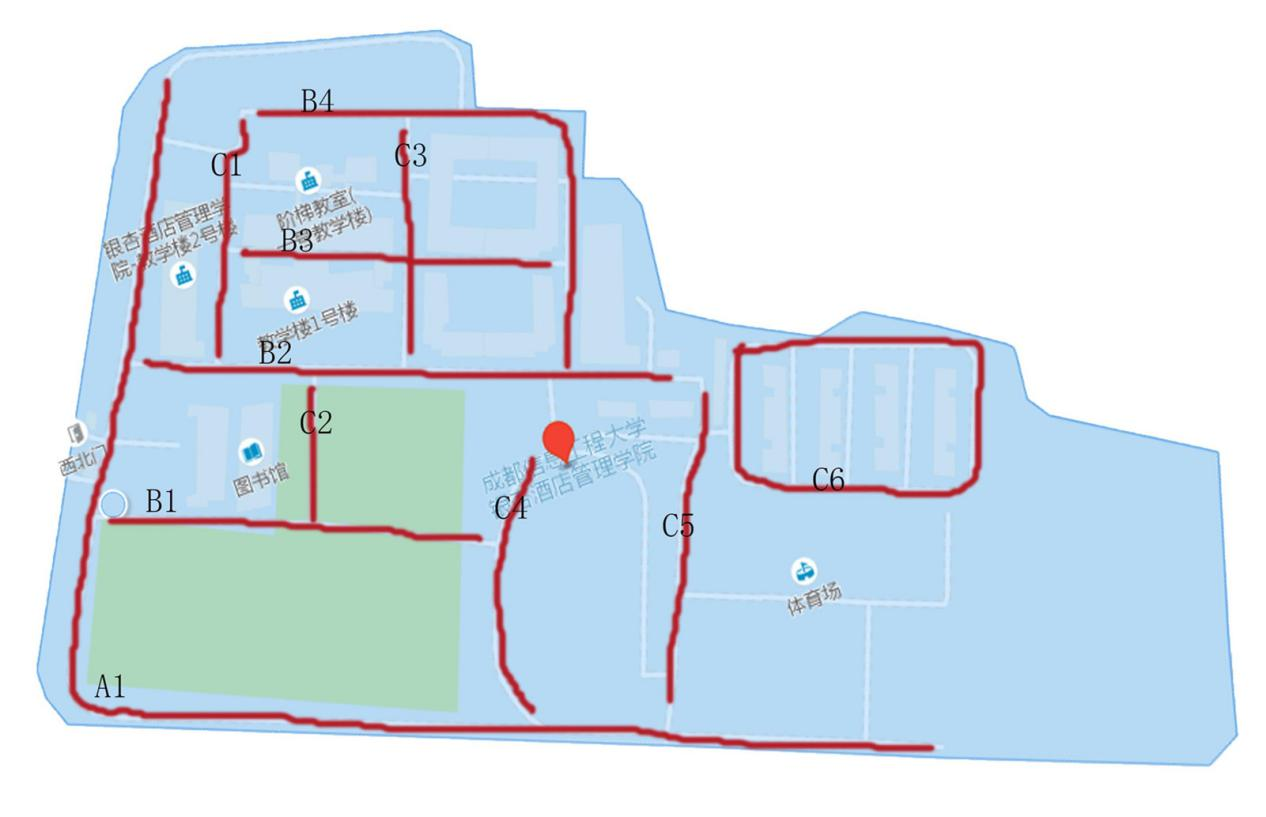 B4
C1
C3
阶梯教室(
教学楼)
银杏酒店管理学
院-教学楼2号楼
B3
教学楼1号楼
B2
C2
西北门
图书馆
成都信息工程大学
银杏酒店管理学院
B1
C4
C5
C6
体育场
A1